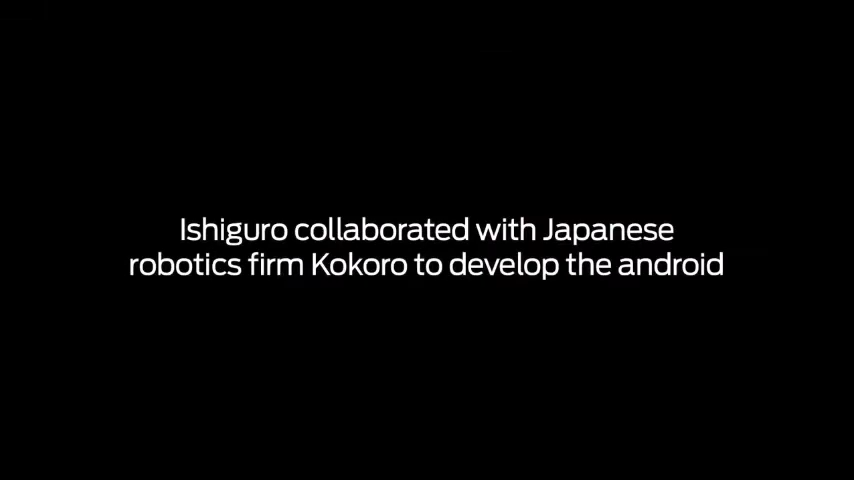 Ishiguro collaborated with Japanese
robotics firm Kokoro to develop the android